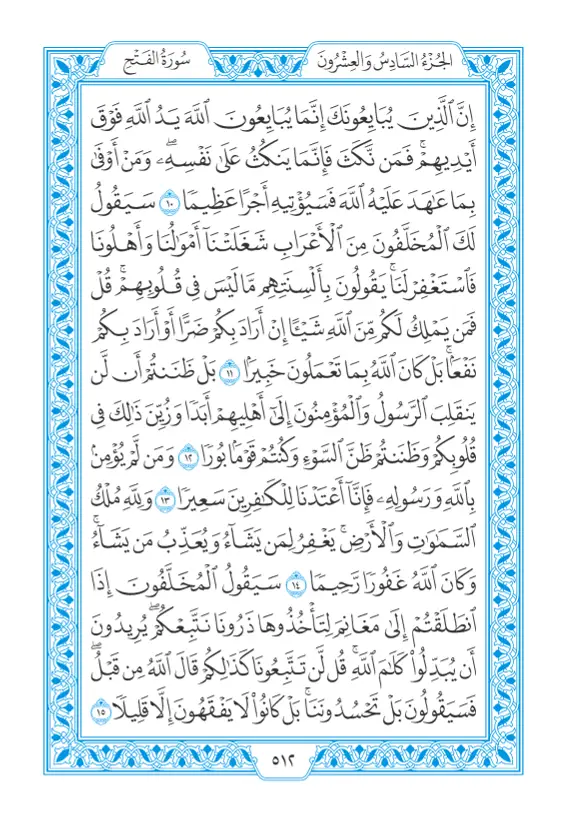 الجُزْءُ السَّادِسُ وَالعِشْرُونَ
سُورَةُ الفَتْحِ
إِنَّ ٱلَّذِينَ يُبَايِعُونَكَ إِنَّمَا يُبَايِعُونَ ٱللَّهَ يَدُ ٱللَّهِ فَوْقَ
أَيْدِيهِمْۚ فَمَن نَّكَثَ فَإِنَّمَا يَنكُثُ عَلَىٰ نَفْسِهِۦۖ وَمَنْ أَوْفَىٰ
بِمَا عَٰهَدَ عَلَيْهُ ٱللَّهَ فَسَيُؤْتِيهِ أَجْرًا عَظِيمٗا ١٠ سَيَقُولُ
لَكَ ٱلْمُخَلَّفُونَ مِنَ ٱلْأَعْرَابِ شَغَلَتْنَآ أَمْوَٰلُنَا وَأَهْلُونَا
فَٱسْتَغْفِرْ لَنَاۚ يَقُولُونَ بِأَلْسِنَتِهِم مَّا لَيْسَ فِي قُلُوبِهِمْۚ قُلْ
فَمَن يَمْلِكُ لَكُم مِّنَ ٱللَّهِ شَيْـًٔا إِنْ أَرَادَ بِكُمْ ضَرًّا أَوْ أَرَادَ بِكُمْ
نَفْعَۢاۚ بَلْ كَانَ ٱللَّهُ بِمَا تَعْمَلُونَ خَبِيرَۢا ١١ بَلْ ظَنَنتُمْ أَن لَّن
يَنقَلِبَ ٱلرَّسُولُ وَٱلْمُؤْمِنُونَ إِلَىٰٓ أَهْلِيهِمْ أَبَدٗا وَزُيِّنَ ذَٰلِكَ فِي
قُلُوبِكُمْ وَظَنَنتُمْ ظَنَّ ٱلسَّوْءِ وَكُنتُمْ قَوْمَۢا بُورٗا ١٢ وَمَن لَّمْ يُؤْمِنۢ
بِٱللَّهِ وَرَسُولِهِۦ فَإِنَّآ أَعْتَدْنَا لِلْكَٰفِرِينَ سَعِيرٗا ١٣ وَلِلَّهِ مُلْكُ
ٱلسَّمَٰوَٰتِ وَٱلْأَرْضِۚ يَغْفِرُ لِمَن يَشَآءُ وَيُعَذِّبُ مَن يَشَآءُۚ
وَكَانَ ٱللَّهُ غَفُورٗا رَّحِيمٗا ١٤ سَيَقُولُ ٱلْمُخَلَّفُونَ إِذَا
ٱنطَلَقْتُمْ إِلَىٰ مَغَانِمَ لِتَأْخُذُوهَا ذَرُونَا نَتَّبِعْكُمْۖ يُرِيدُونَ
أَن يُبَدِّلُوا۟ كَلَٰمَ ٱللَّهِۚ قُل لَّن تَتَّبِعُونَا كَذَٰلِكُمْ قَالَ ٱللَّهُ مِن قَبْلُۖ
فَسَيَقُولُونَ بَلْ تَحْسُدُونَنَاۚ بَلْ كَانُوا۟ لَا يَفْقَهُونَ إِلَّا قَلِيلٗا ١٥
٥١٢